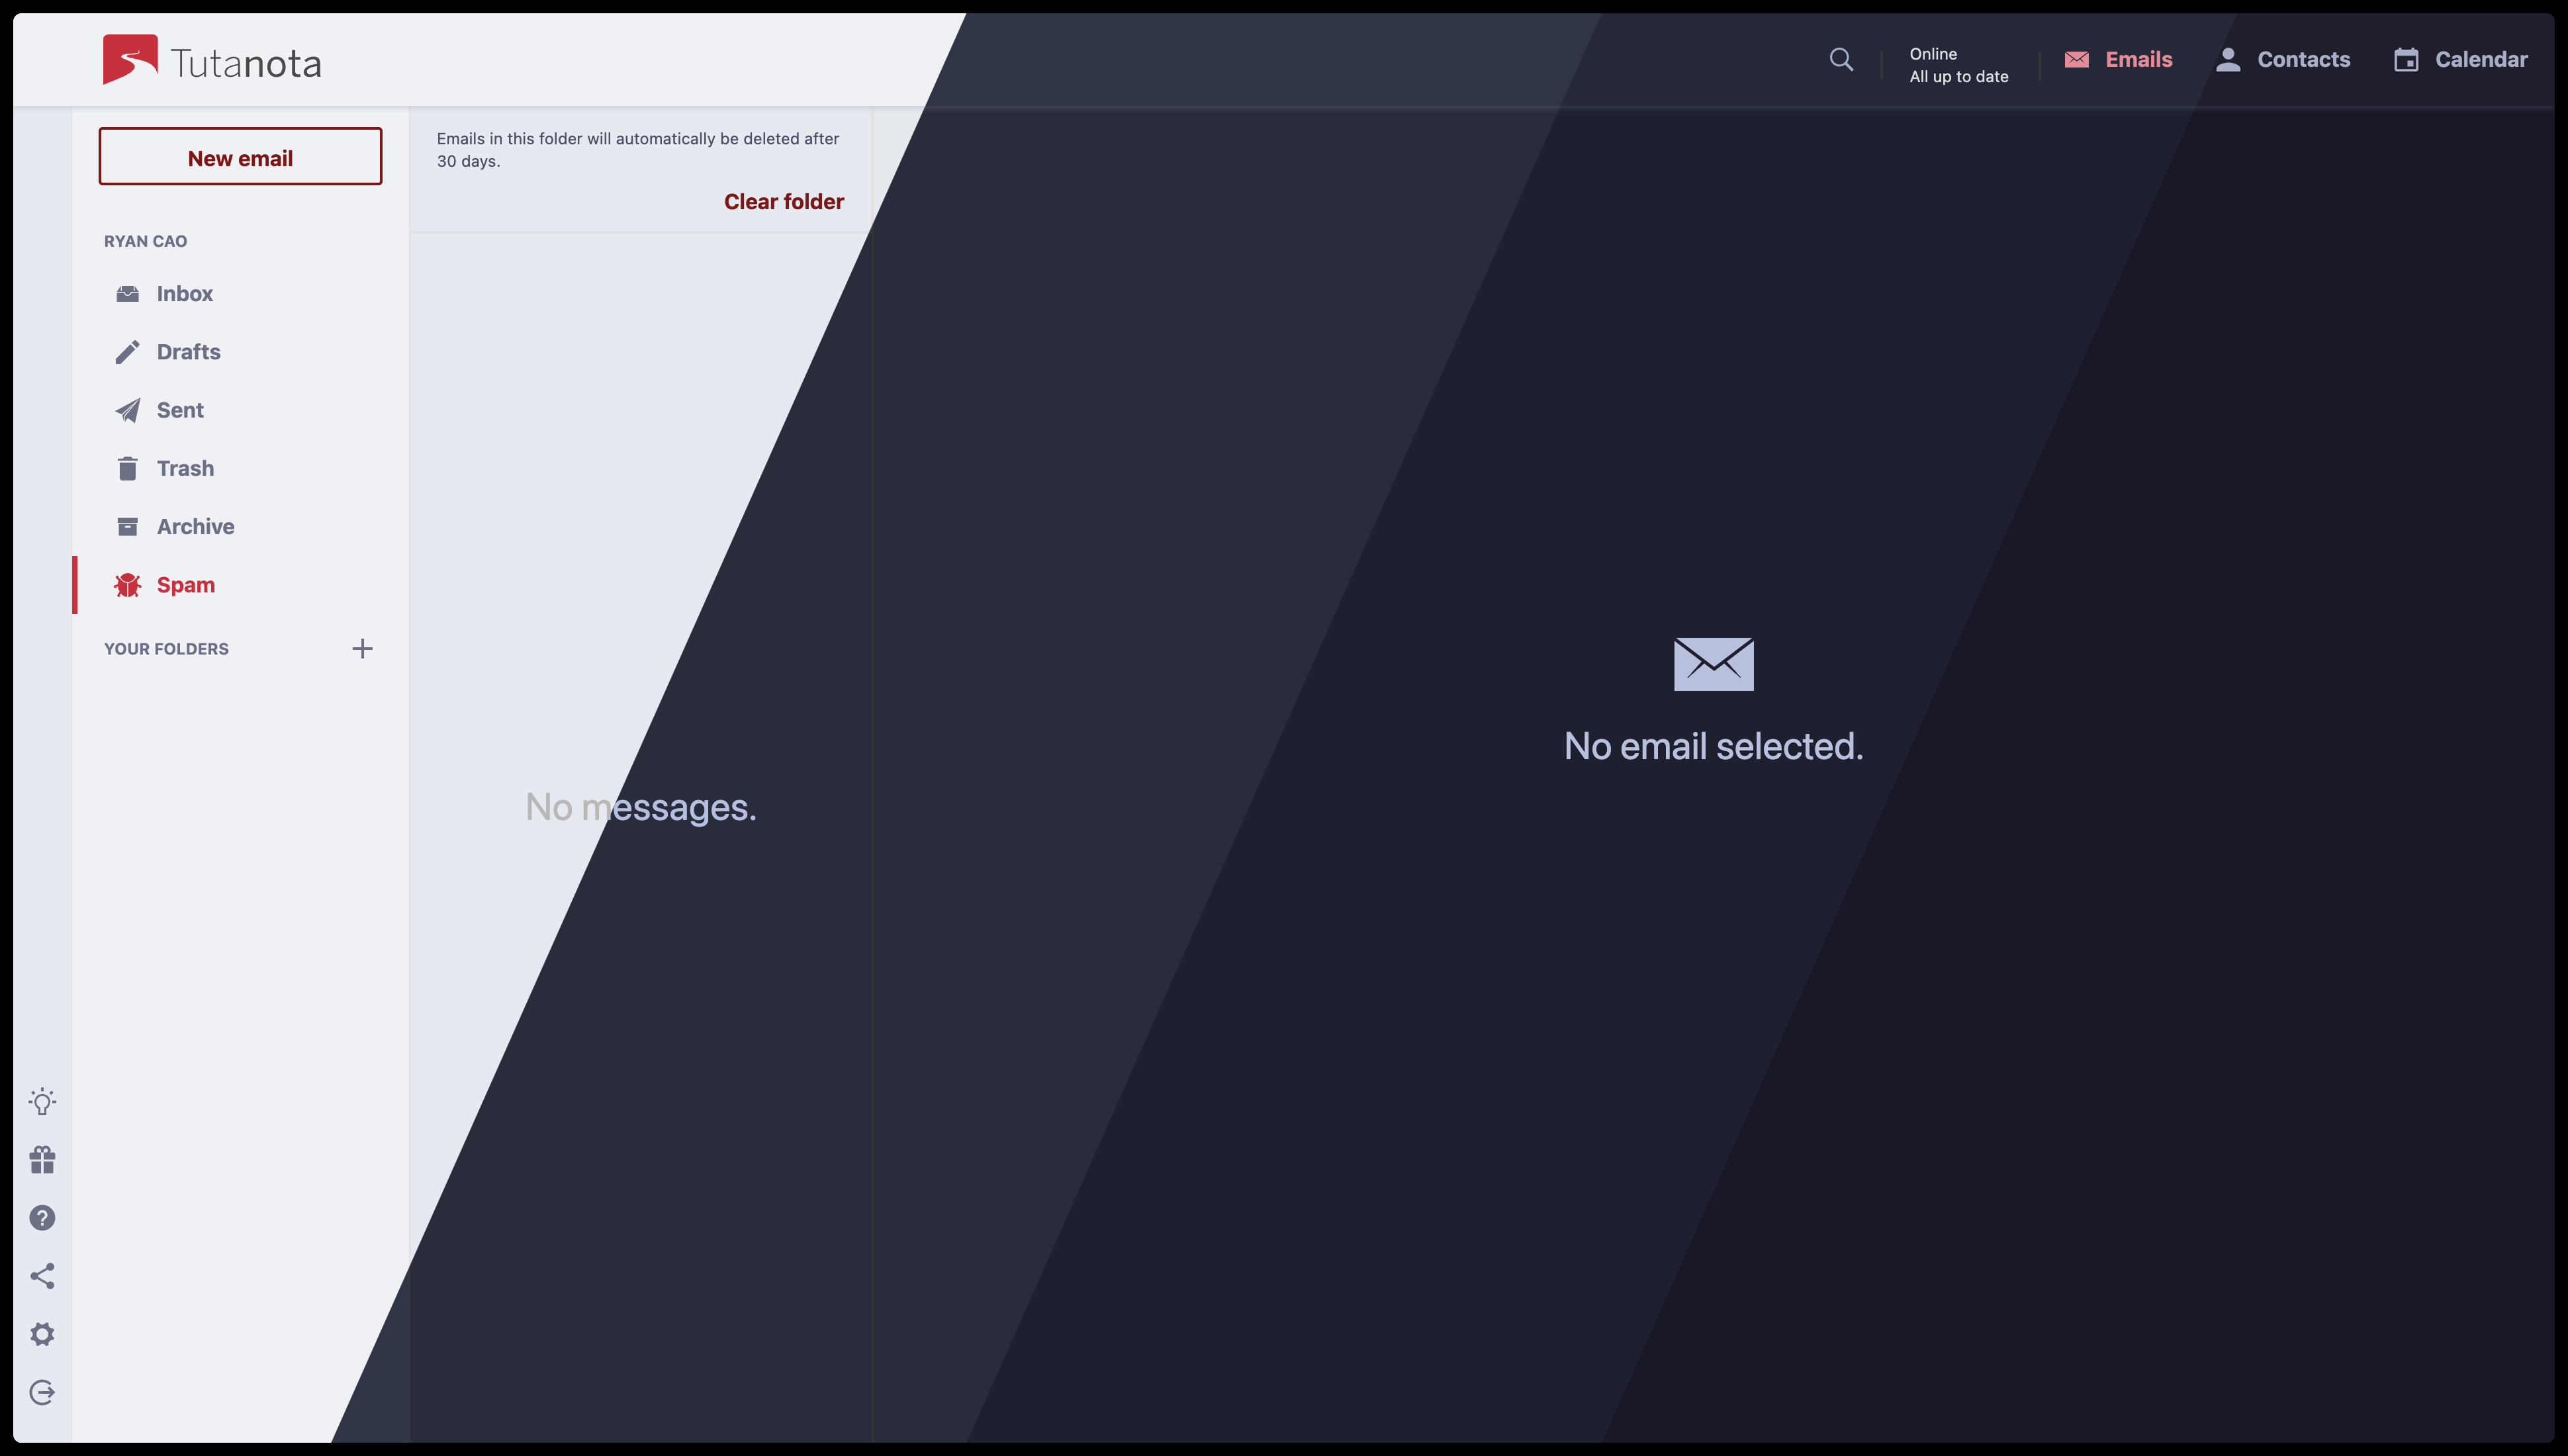 Tutanota
Online
All up to date
Emails
Contacts
Calendar
New email
RYAN CAO
Inbox
Drafts
Sent
Trash
Archive
Spam
YOUR FOLDERS
Emails in this folder will automatically be deleted after
30 days.
Clear folder
No messages.
No email selected.